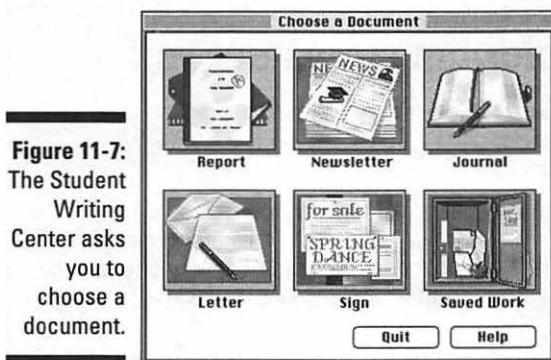 Figure 11-7:
The Student
Writing
Center asks
you to
choose a
document.
Choose a Document
NEWS
Report
Newsletter
Journal
for sale
SPRING
DANCE
Letter
Sign
Saved Work
Quit
Help